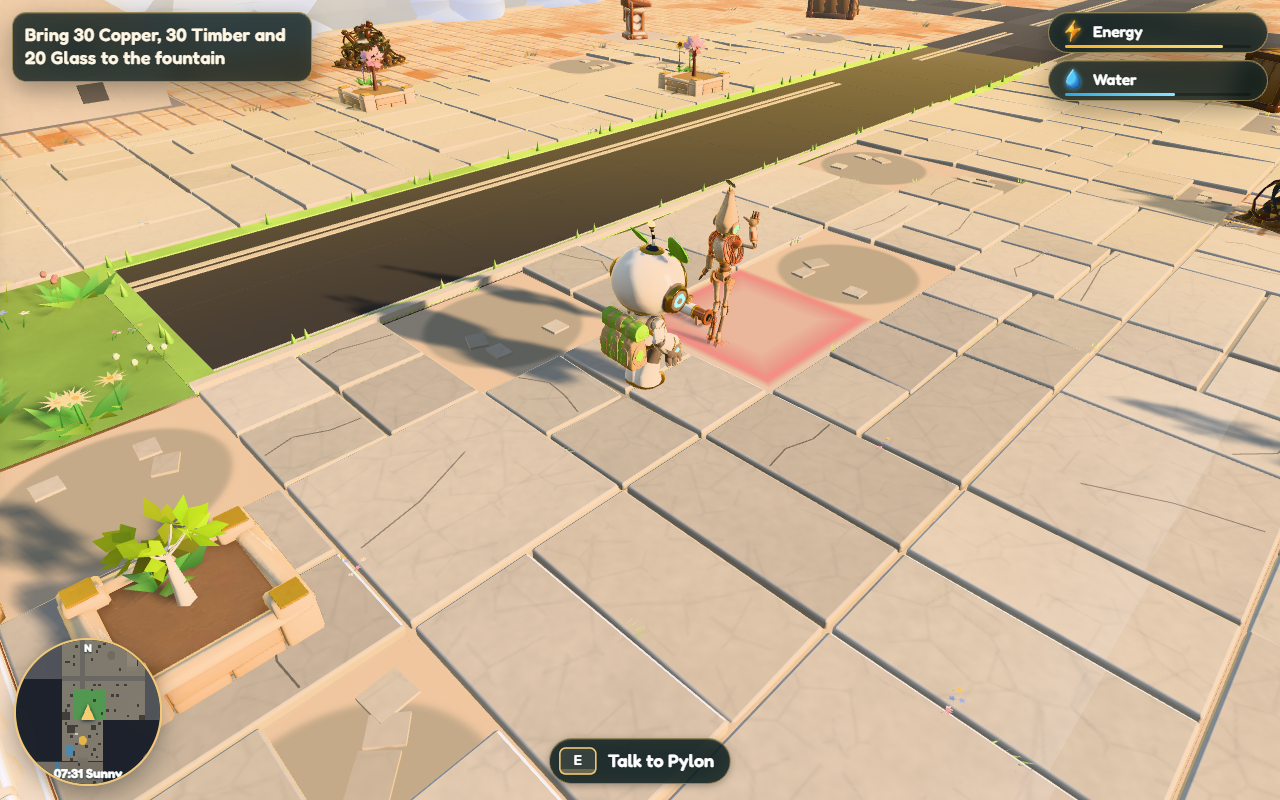 Bring 30 Copper, 30 Timber and
20 Glass to the fountain
Energy
Water
N
07:31 Sunny
E
Talk to Pylon